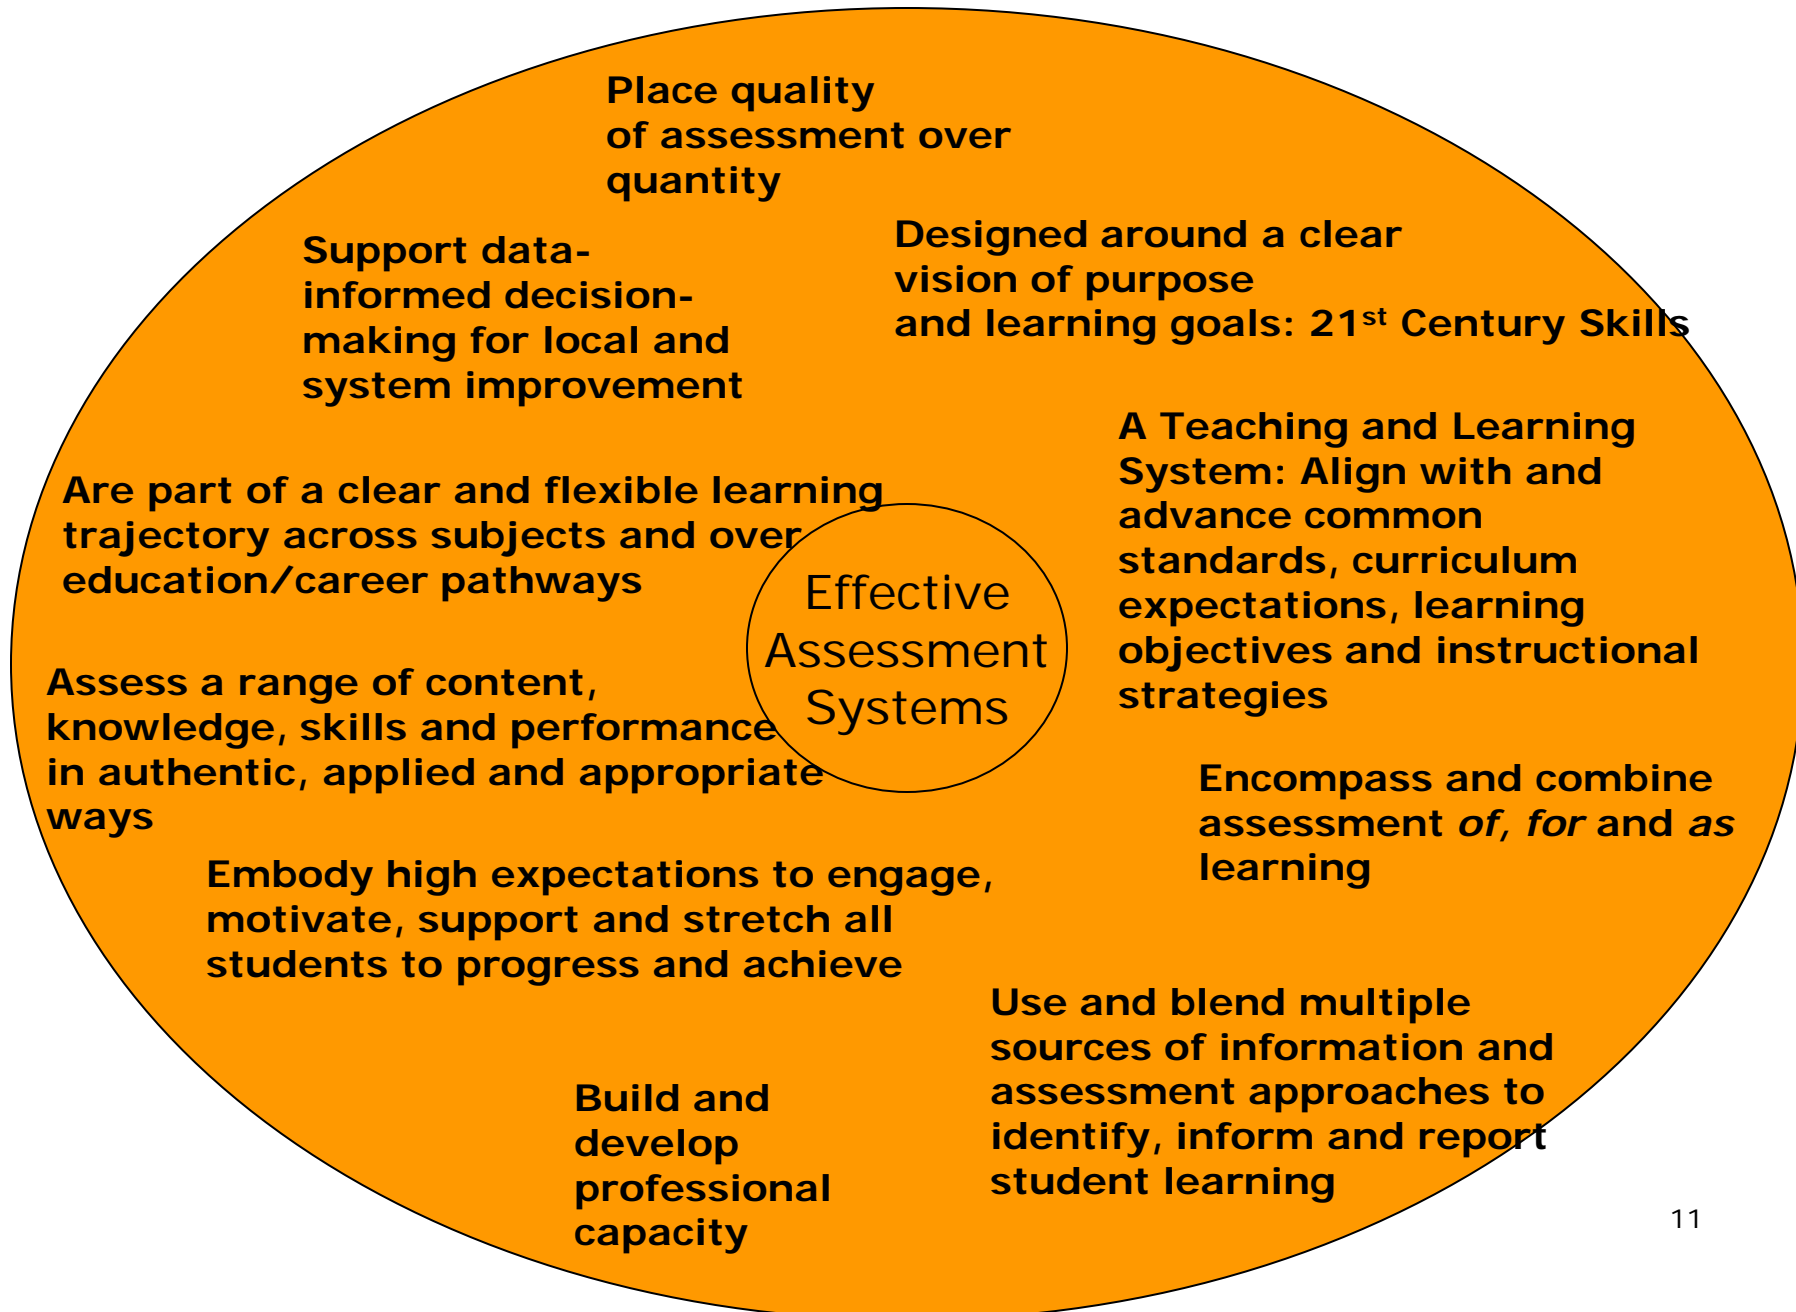 Place quality
of assessment over
quantity
Support data-
informed decision-
making for local and
system improvement
Designed around a clear
vision of purpose
and learning goals: 21st Century Skills
Are part of a clear and flexible learning
trajectory across subjects and over
education/career pathways
Effective
Assessment
Systems
A Teaching and Learning
System: Align with and
advance common
standards, curriculum
expectations, learning
objectives and instructional
strategies
Assess a range of content,
knowledge, skills and performance
in authentic, applied and appropriate
ways
Encompass and combine
assessment of, for and as
learning
Embody high expectations to engage,
motivate, support and stretch all
students to progress and achieve
Use and blend multiple
sources of information and
assessment approaches to
identify, inform and report
student learning
Build and
develop
professional
capacity
11